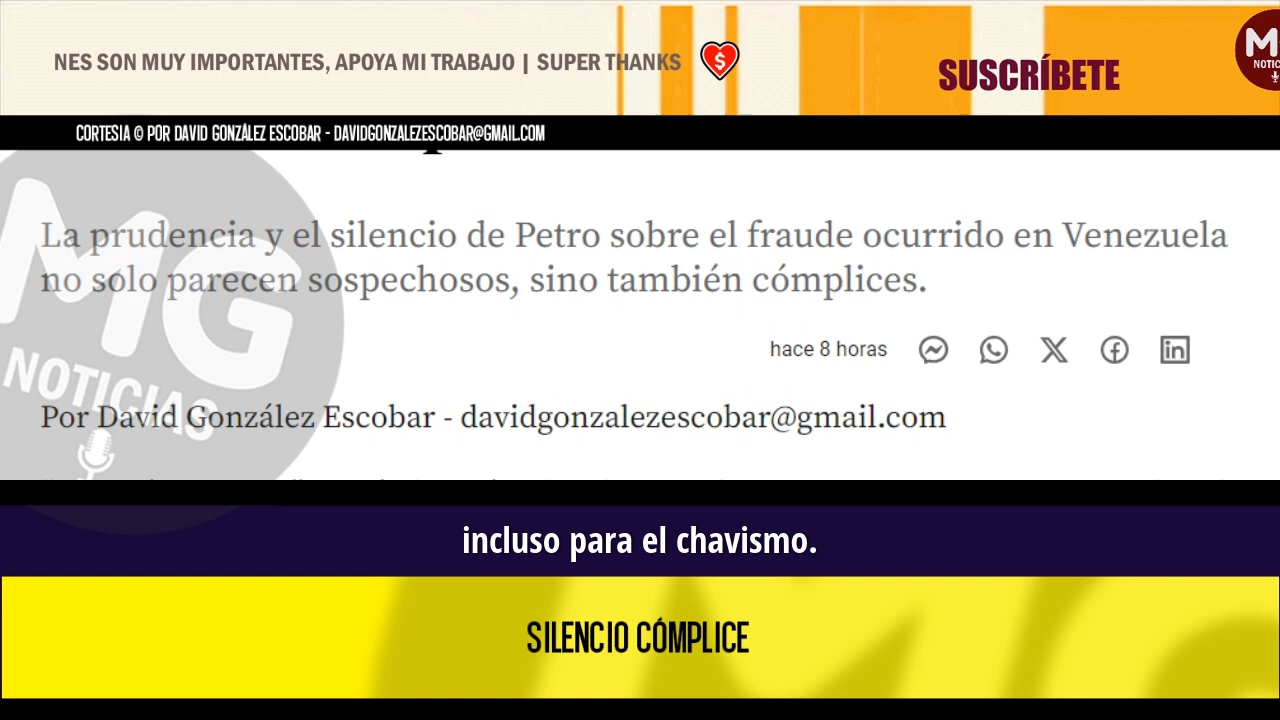 NES SON MUY IMPORTANTES, APOYA MI TRABAJO | SUPER THANKS
SUSCRÍBETE
CORTESIA © POR DAVID GONZÁLEZ ESCOBAR - DAVIDGONZALEZESCOBAR@GMAIL.COM
La prudencia y el silencio de Petro sobre el fraude ocurrido en Venezuela
no solo parecen sospechosos, sino también cómplices.
hace 8 horas
MG
NOTICIAS
Por David González Escobar - davidgonzalezescobar@gmail.com
incluso para el chavismo.
SILENCIO CÓMPLICE